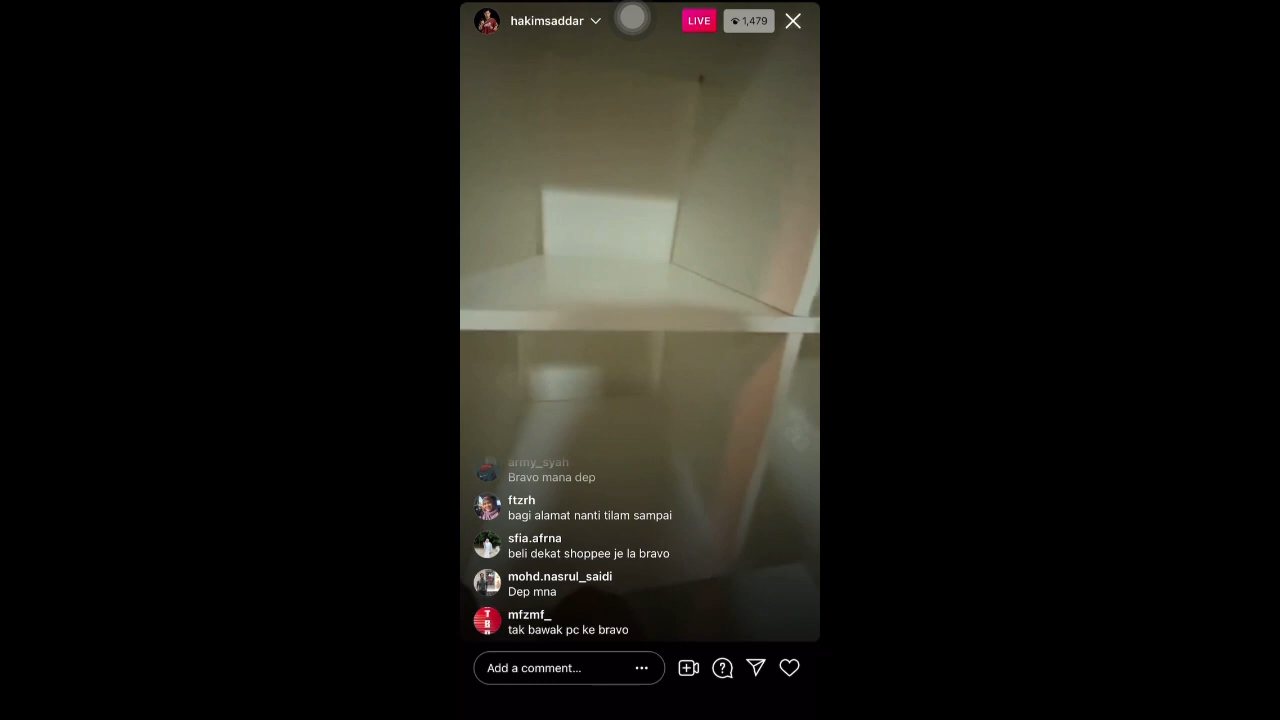 hakimsaddar
LIVE
1,479
army_syah
Bravo mana dep
ftzrh
bagi alamat nanti tilam sampai
sfia.afrna
beli dekat shoppee je la bravo
mohd.nasrul_saidi
Dep mna
mfzmf_
tak bawak pc ke bravo
Add a comment...